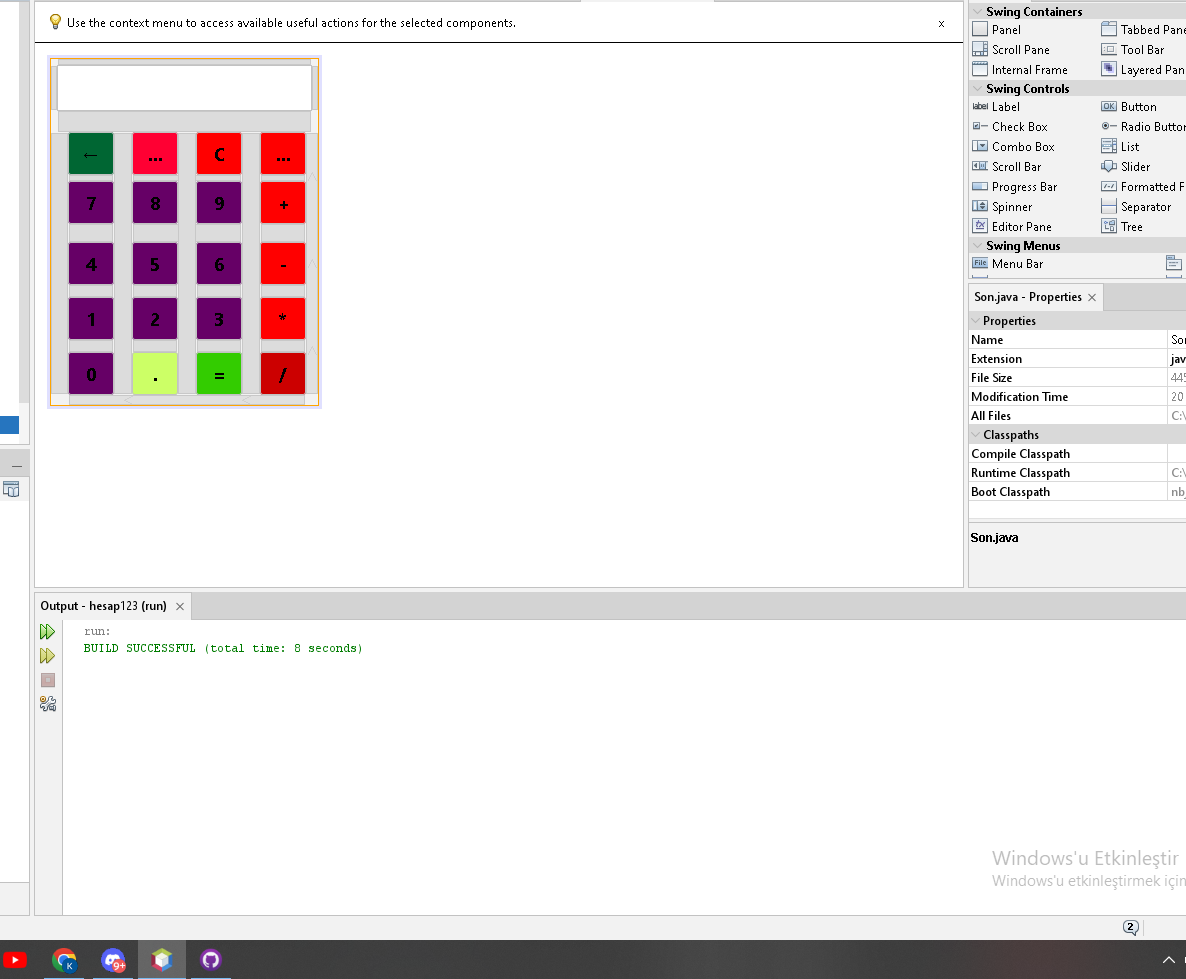 Use the context menu to access available useful actions for the selected components.
x
← ... C ...
7 8 9 +
4 5 6 -
1 2 3 *
0 . = /
Swing Containers
Panel Tabbed Pane
Scroll Pane Tool Bar
Internal Frame Layered Pan
Swing Controls
label Label OK Button
Check Box Radio Button
Combo Box List
Scroll Bar Slider
Progress Bar Formatted F
Spinner Separator
Editor Pane Tree
Swing Menus
File Menu Bar
Son.java - Properties
Properties
Name Son
Extension jav
File Size 445
Modification Time 20
All Files C:\
Classpaths
Compile Classpath
Runtime Classpath C:\
Boot Classpath nb
Son.java
Output - hesap123 (run)
run:
BUILD SUCCESSFUL (total time: 8 seconds)
Windows'u Etkinleştir
Windows'u etkinleştirmek için
2
K 9+